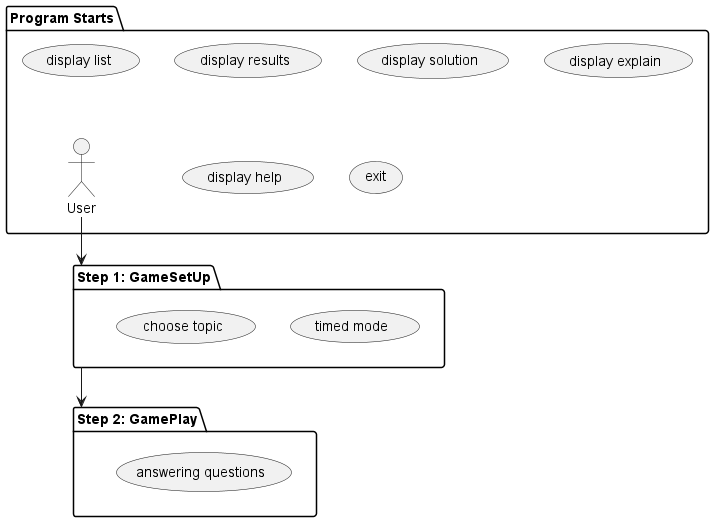 Program Starts
display list
display results
display solution
display explain
User
display help
exit
Step 1: GameSetUp
choose topic
timed mode
Step 2: GamePlay
answering questions